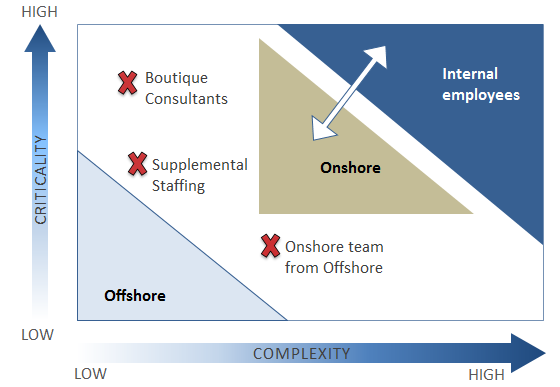 HIGH
CRITICALITY
Boutique
Consultants
Internal
employees
Supplemental
Staffing
Onshore
Onshore team
from Offshore
Offshore
LOW
COMPLEXITY
LOW
HIGH